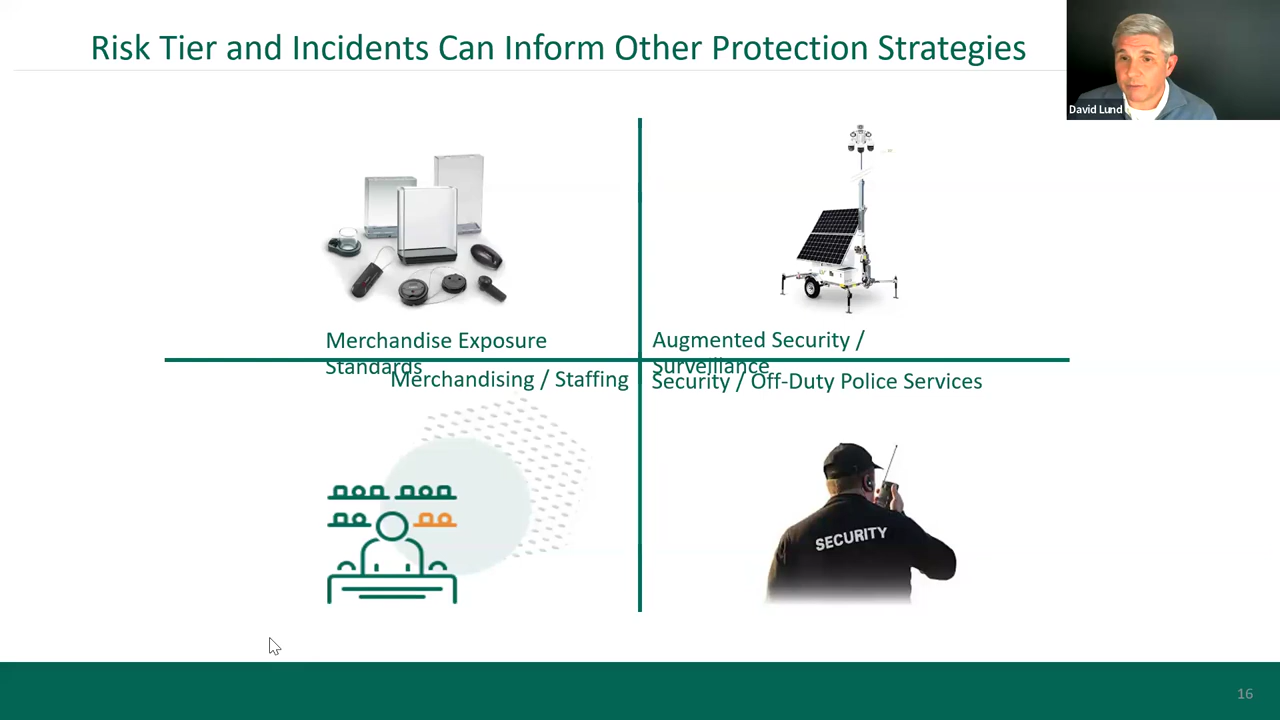 Risk Tier and Incidents Can Inform Other Protection Strategies
David Lund
Merchandise Exposure
Standards
Augmented Security /
Surveillance
Merchandising / Staffing
Security / Off-Duty Police Services
SECURITY
16